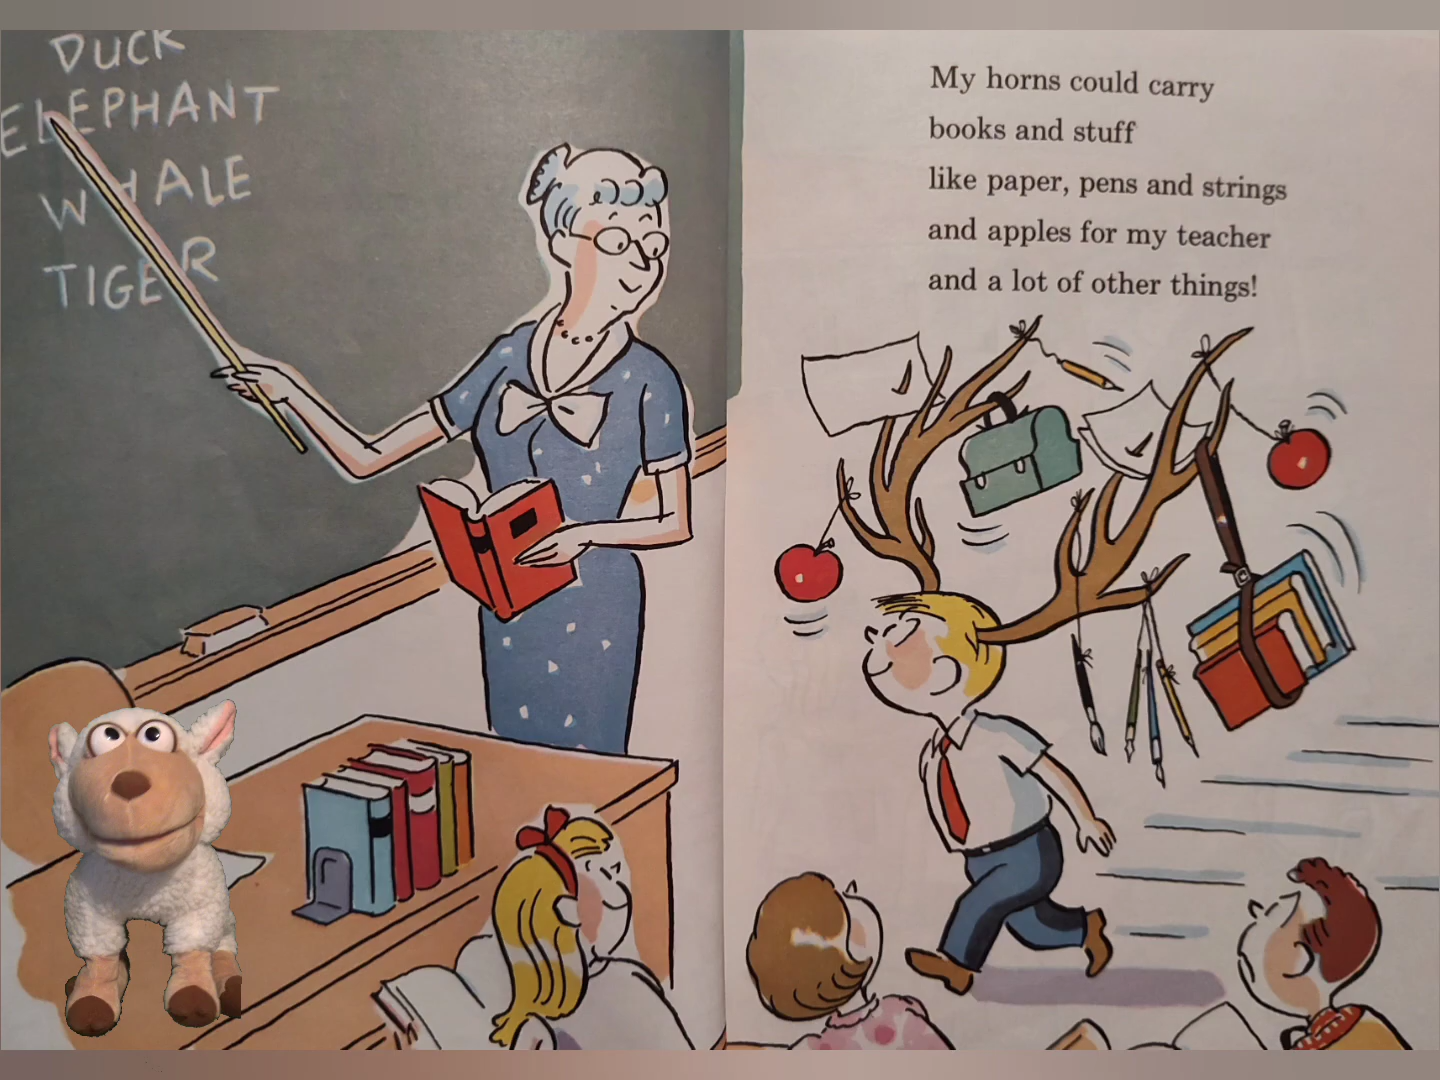 DUCK
ELEPHANT
WHALE
TIGER
My horns could carry
books and stuff
like paper, pens and strings
and apples for my teacher
and a lot of other things!